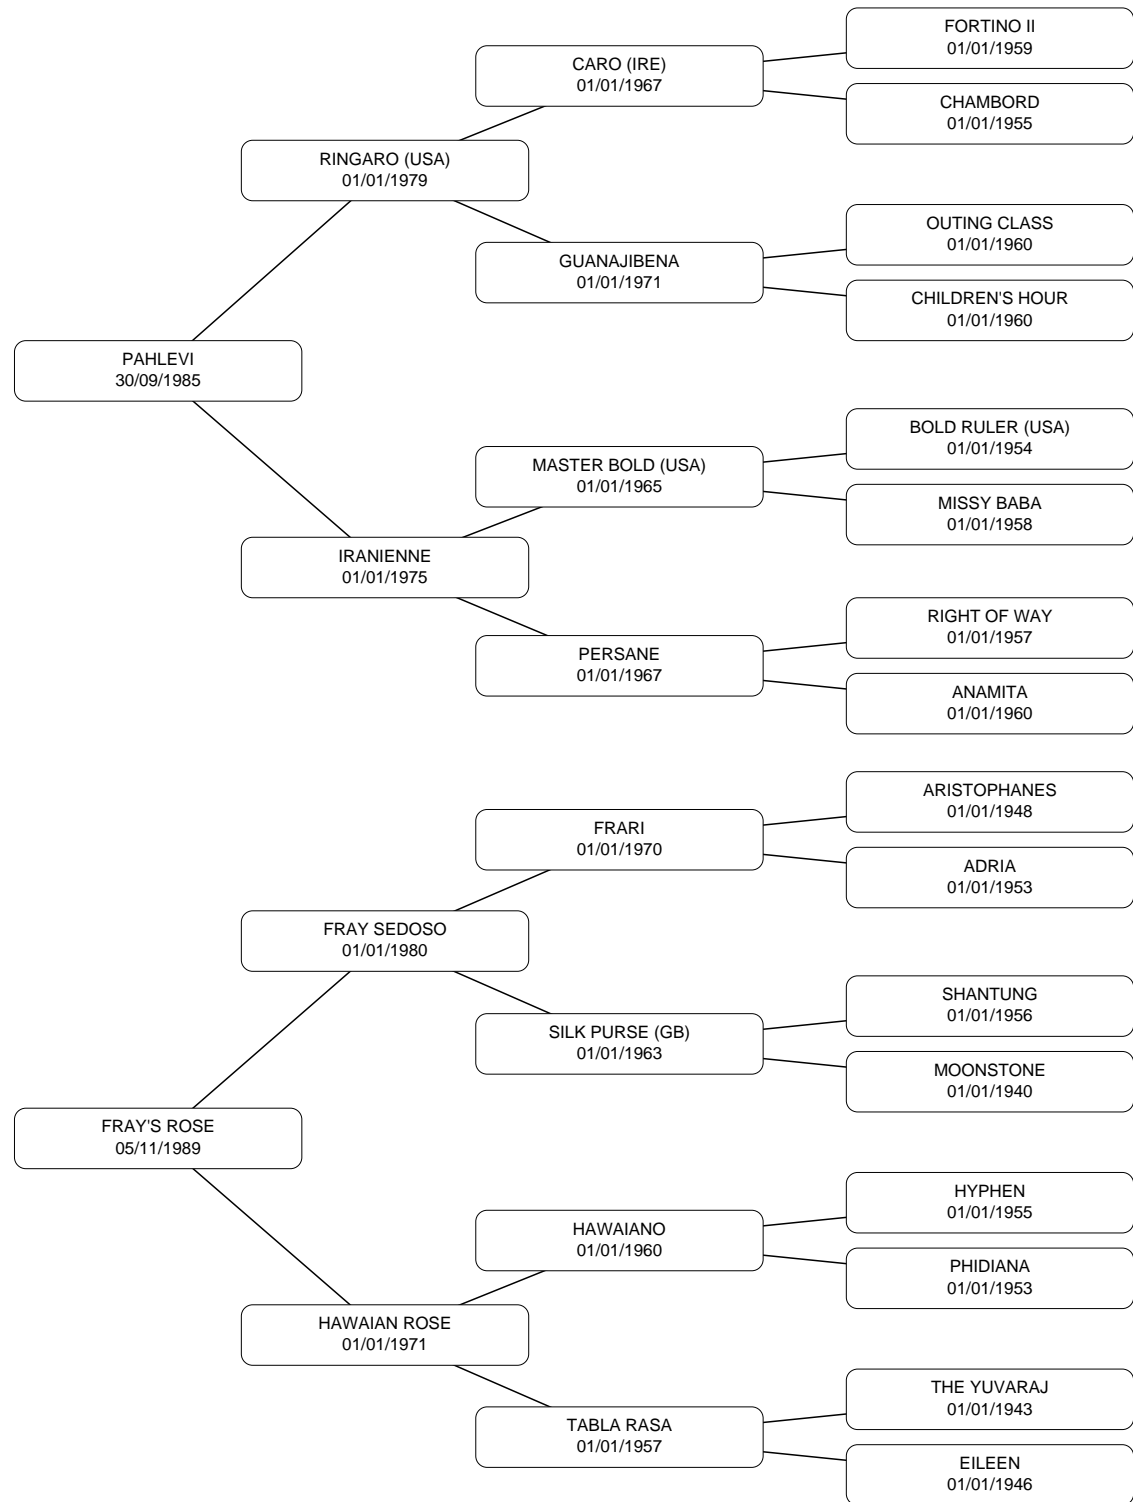 FORTINO II
01/01/1959
CARO (IRE)
01/01/1967
CHAMBORD
01/01/1955
RINGARO (USA)
01/01/1979
OUTING CLASS
01/01/1960
GUANAJIBENA
01/01/1971
CHILDREN'S HOUR
01/01/1960
PAHLEVI
30/09/1985
BOLD RULER (USA)
01/01/1954
MASTER BOLD (USA)
01/01/1965
MISSY BABA
01/01/1958
IRANIENNE
01/01/1975
RIGHT OF WAY
01/01/1957
PERSANE
01/01/1967
ANAMITA
01/01/1960
ARISTOPHANES
01/01/1948
FRARI
01/01/1970
ADRIA
01/01/1953
FRAY SEDOSO
01/01/1980
SHANTUNG
01/01/1956
SILK PURSE (GB)
01/01/1963
MOONSTONE
01/01/1940
FRAY'S ROSE
05/11/1989
HYPHEN
01/01/1955
HAWAIANO
01/01/1960
PHIDIANA
01/01/1953
HAWAIAN ROSE
01/01/1971
THE YUVARAJ
01/01/1943
TABLA RASA
01/01/1957
EILEEN
01/01/1946